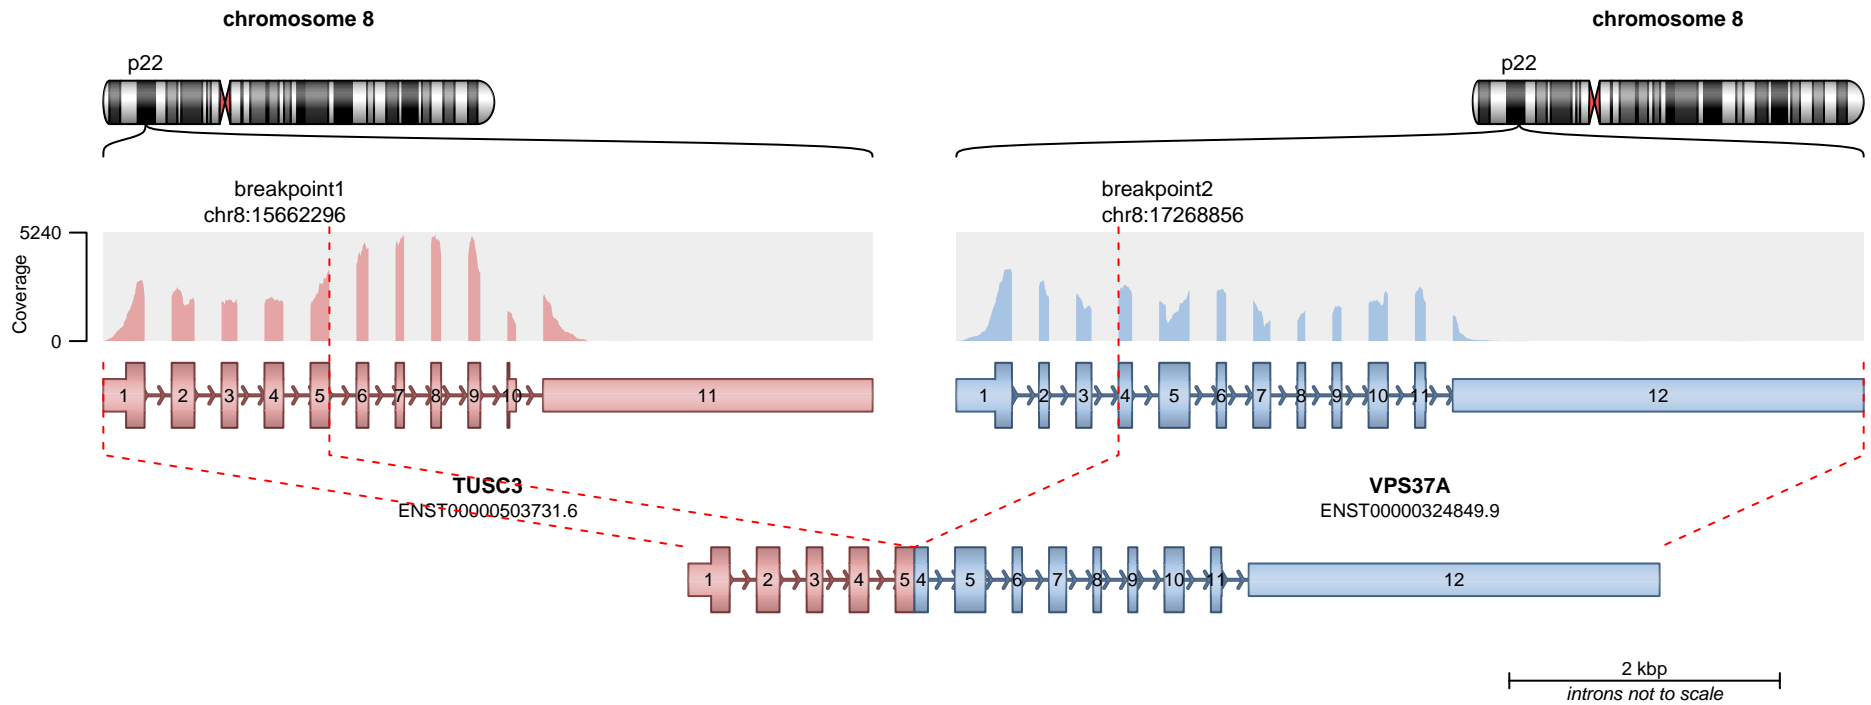 chromosome 8
chromosome 8
p22
p22
breakpoint1
chr8:15662296
breakpoint2
chr8:17268856
5240
Coverage
0
1 2 3 4 5 6 7 8 9 10 11
1 2 3 4 5 6 7 8 9 10 11 12
TUSC3
ENST00000503731.6
VPS37A
ENST00000324849.9
1 2 3 4 5 4 5 6 7 8 9 10 11 12
2 kbp
introns not to scale